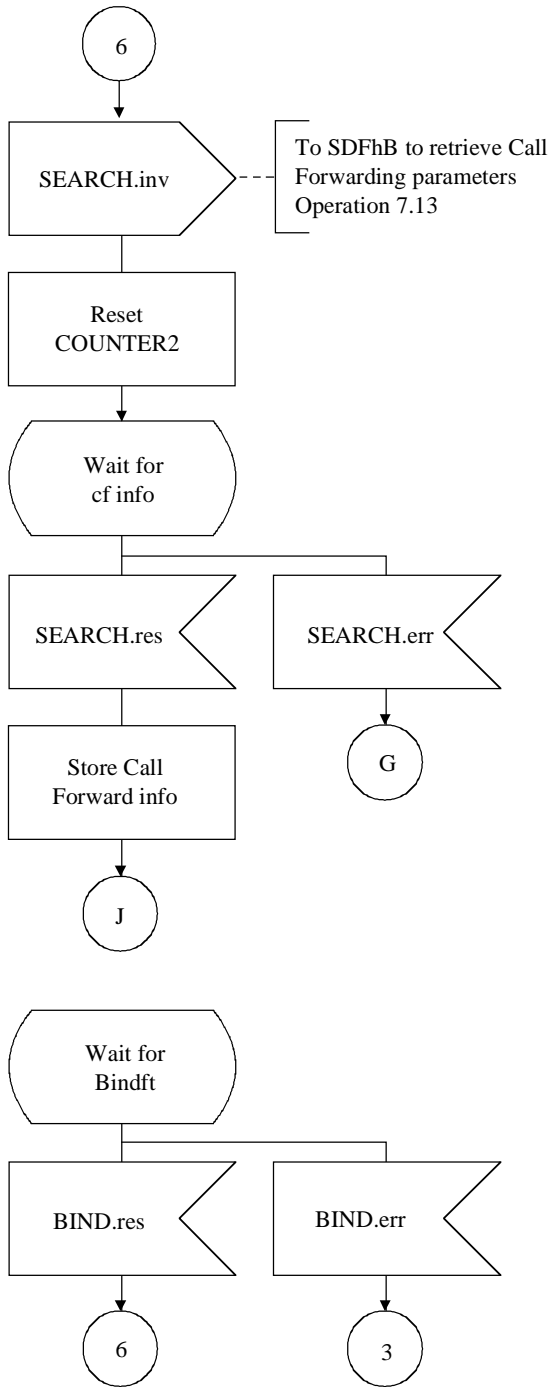 6
SEARCH.inv
To SDFhB to retrieve Call
Forwarding parameters
Operation 7.13
Reset
COUNTER2
Wait for
cf info
SEARCH.res
SEARCH.err
Store Call
Forward info
G
J
Wait for
Bindft
BIND.res
BIND.err
6
3